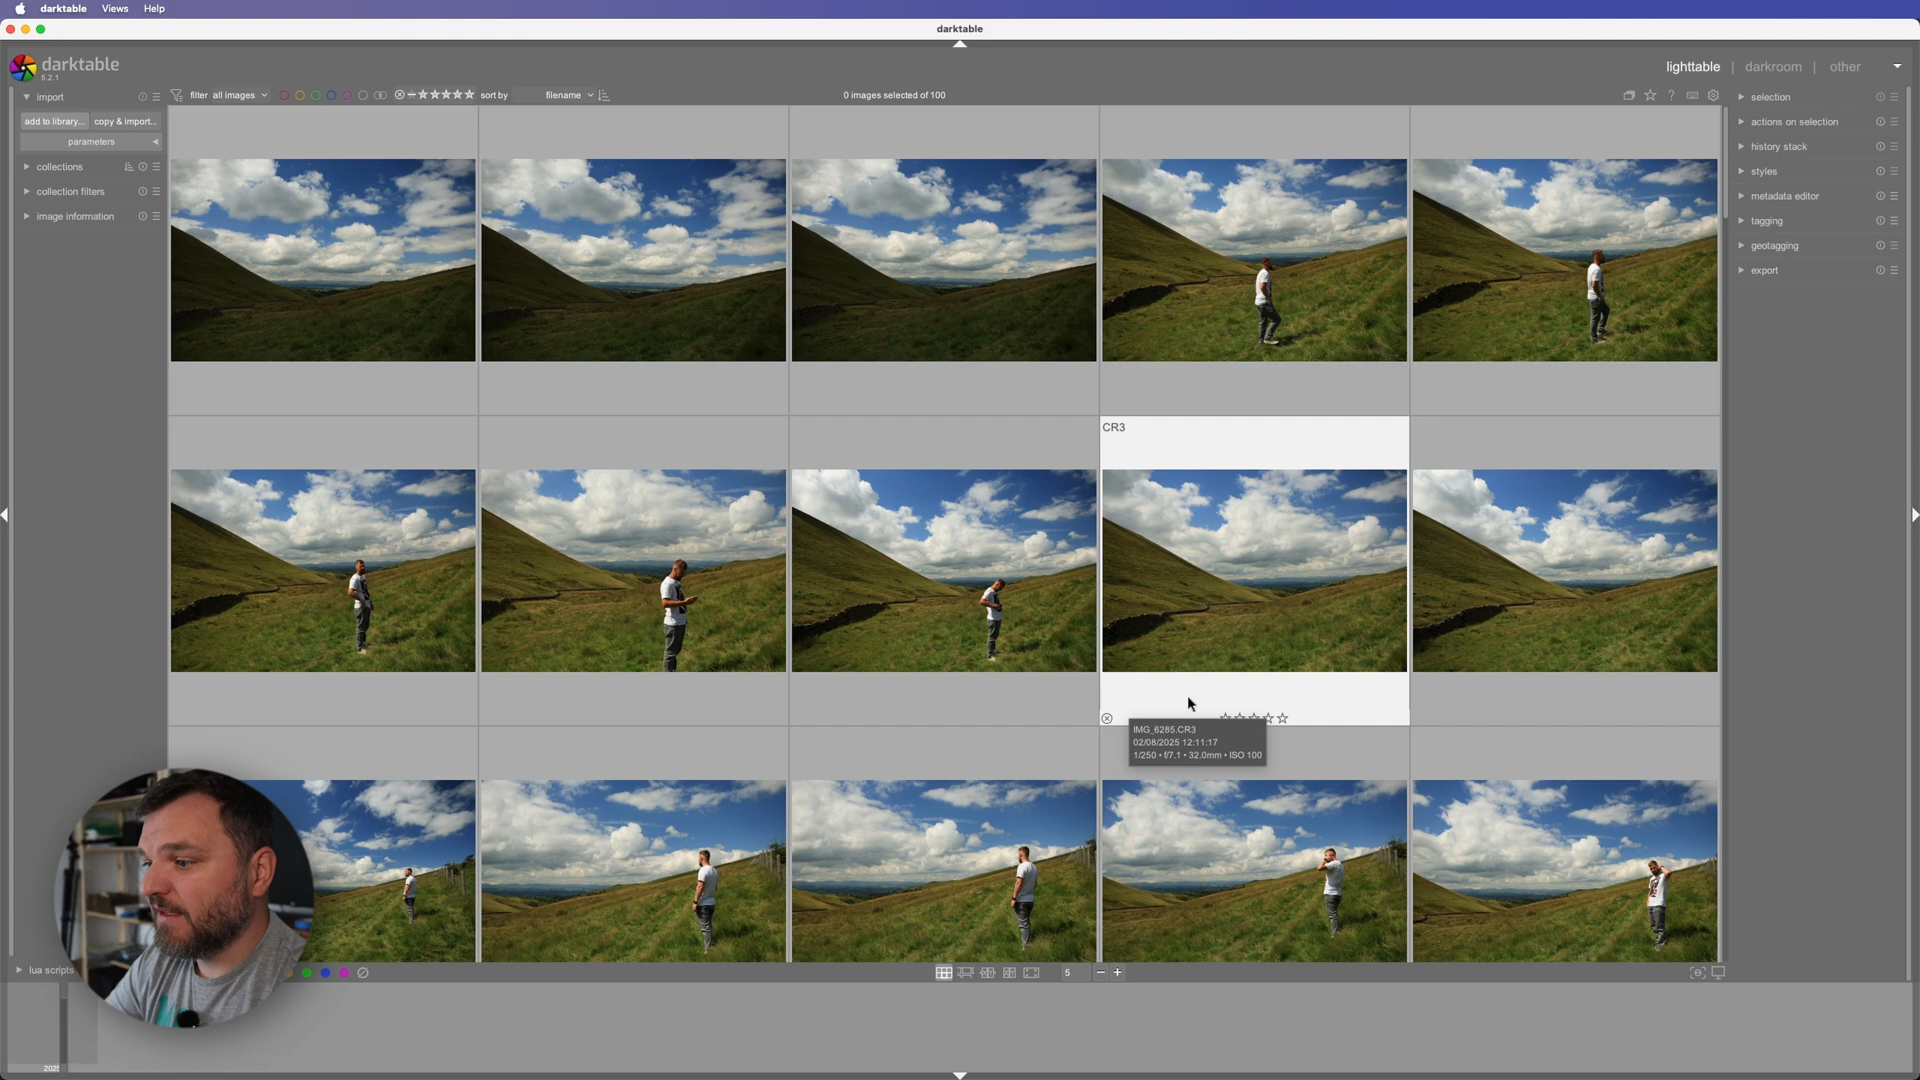 darktable Views Help
darktable
darktable
5.2.1
lighttable | darkroom | other
import
filter all images
sort by filename
0 images selected of 100
add to library...
copy & import...
parameters
collections
collection filters
image information
selection
actions on selection
history stack
styles
metadata editor
tagging
geotagging
export
CR3
IMG_6285.CR3
02/08/2025 12:11:17
1/250 • f/7.1 • 32.0mm • ISO 100
lua scripts
5